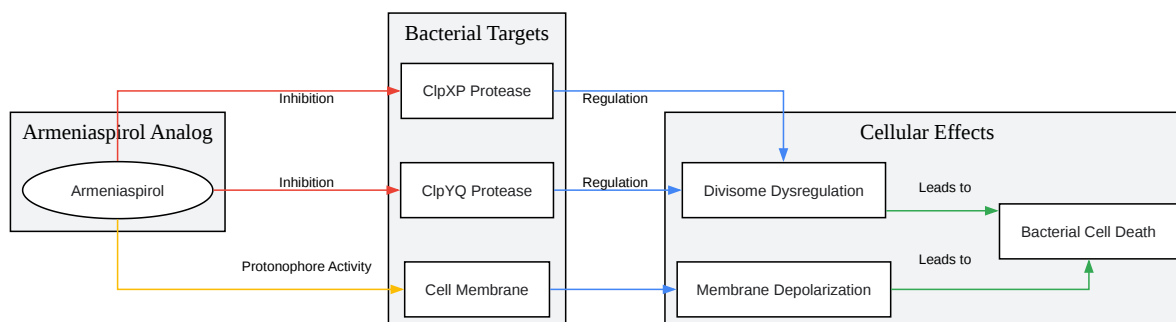 Bacterial Targets
ClpXP Protease
Inhibition
Regulation
Armeniaspirol Analog
Cellular Effects
Armeniaspirol
Inhibition
ClpYQ Protease
Regulation
Divisome Dysregulation
Leads to
Bacterial Cell Death
Protonophore Activity
Cell Membrane
Membrane Depolarization
Leads to